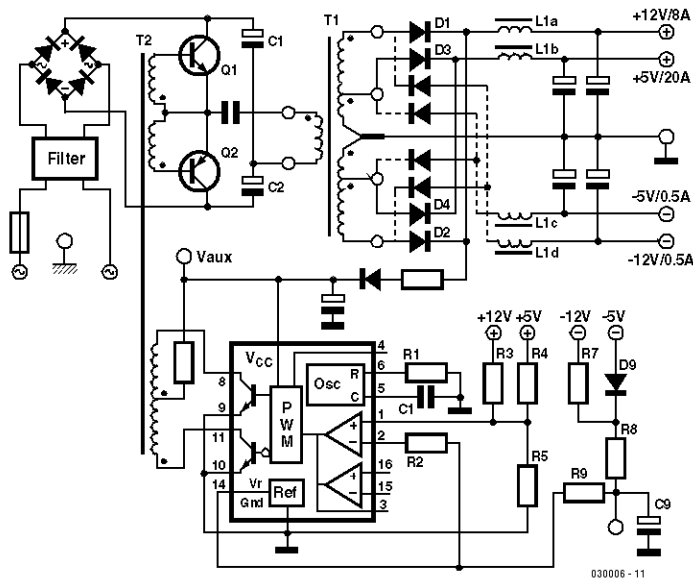 T2
T1
D1
L1a
+12V/8A
C1
D3
L1b
Q1
+5V/20A
Filter
Q2
C2
D4
-5V/0.5A
L1c
D2
L1d
-12V/0.5A
Vaux
+12V
+5V
-12V
-5V
VCC
4
R1
R3
R4
R7
D9
8
Osc
R
6
C
5
C1
P
W
M
9
+
1
11
−
2
R2
R8
10
+
16
R5
R9
14
Vr
Ref
−
15
Gnd
3
C9
030006 - 11